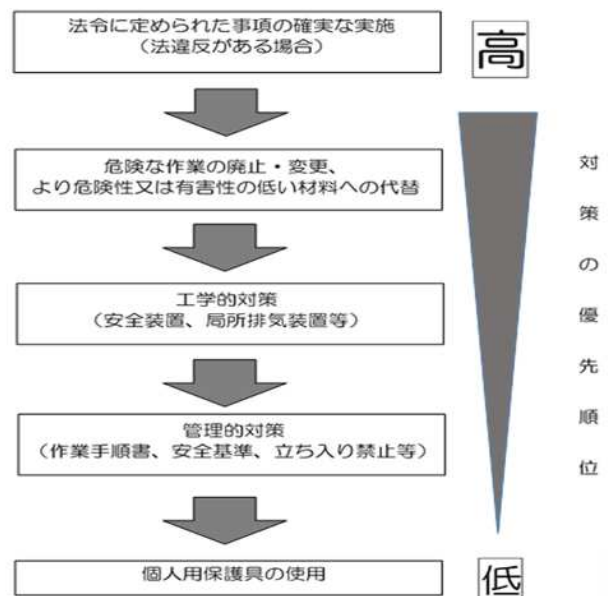 法令に定められた事項の確実な実施
（法違反がある場合）
高
危険な作業の廃止・変更、
より危険性又は有害性の低い材料への代替
工学的対策
（安全装置、局所排気装置等）
管理的対策
（作業手順書、安全基準、立ち入り禁止等）
個人用保護具の使用
対策の優先順位
低